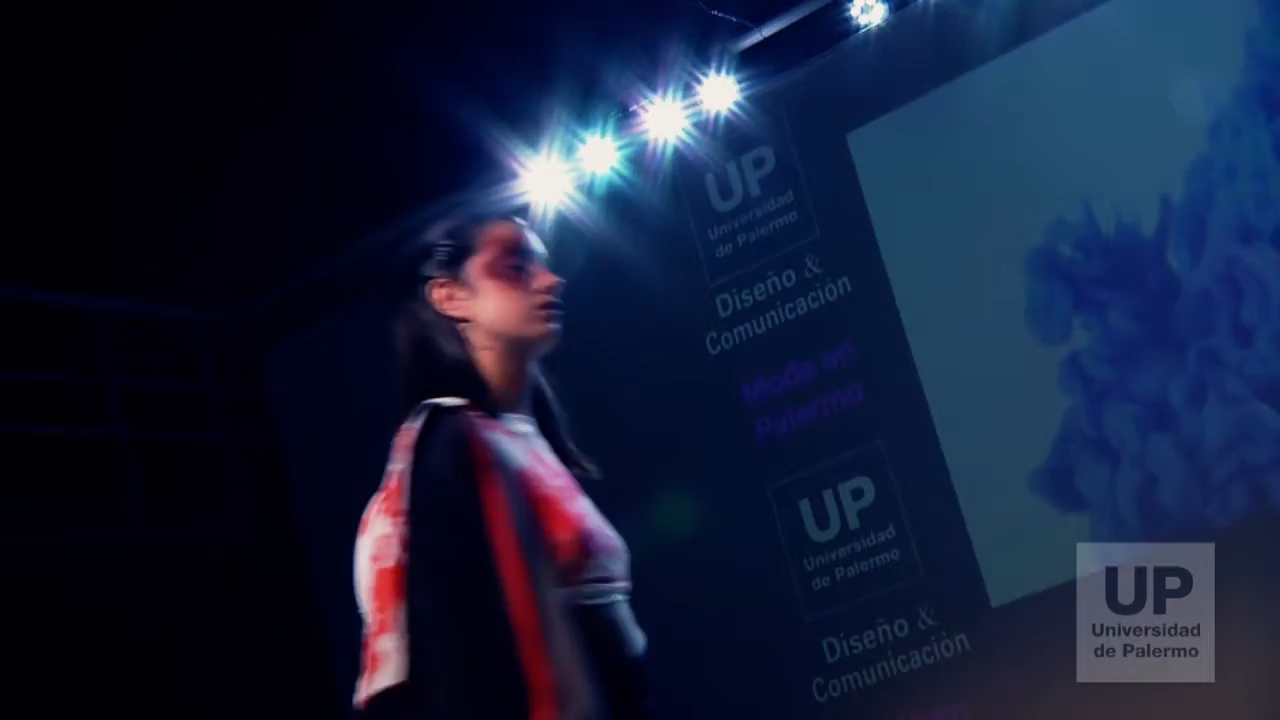 UP
Universidad
de Palermo
Diseño &
Comunicación
Moda en
Palermo
UP
Universidad
de Palermo
Diseño &
Comunicación
UP
Universidad
de Palermo